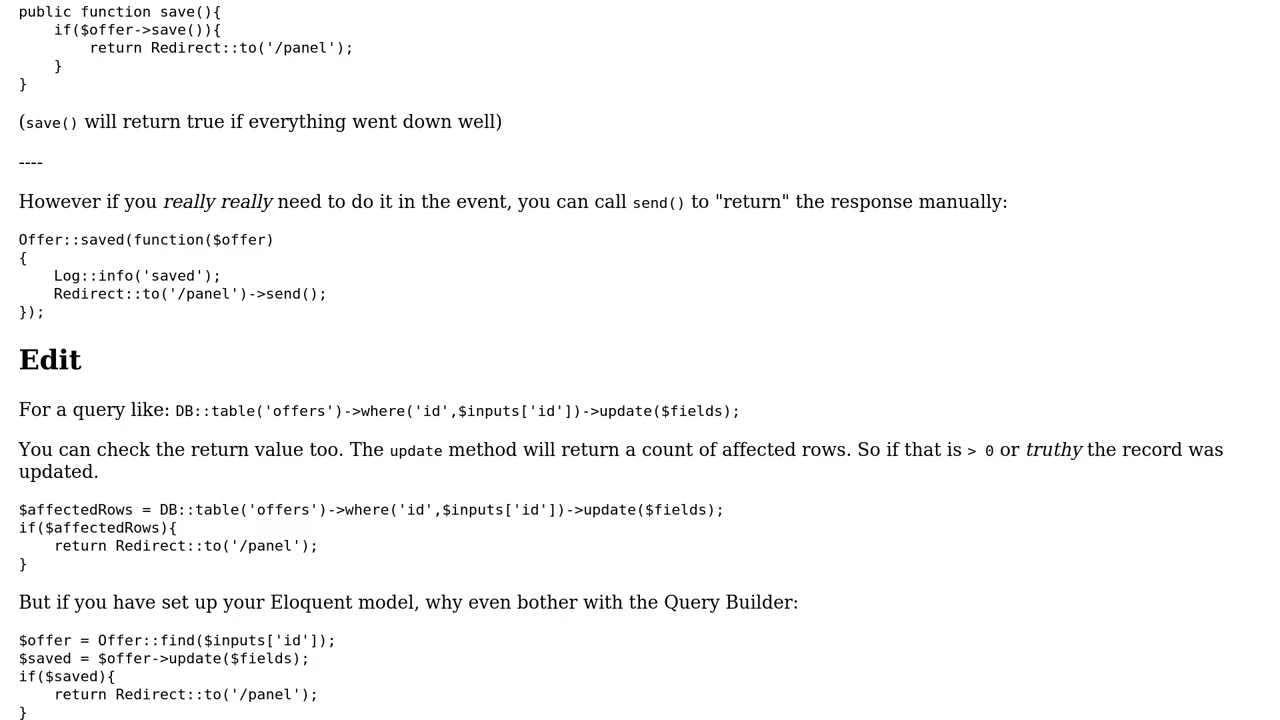 public function save(){
    if($offer->save()){
        return Redirect::to('/panel');
    }
}
(save() will return true if everything went down well)
----
However if you really really need to do it in the event, you can call send() to "return" the response manually:
Offer::saved(function($offer)
{
    Log::info('saved');
    Redirect::to('/panel')->send();
});
Edit
For a query like: DB::table('offers')->where('id',$inputs['id'])->update($fields);
You can check the return value too. The update method will return a count of affected rows. So if that is > 0 or truthy the record was
updated.
$affectedRows = DB::table('offers')->where('id',$inputs['id'])->update($fields);
if($affectedRows){
    return Redirect::to('/panel');
}
But if you have set up your Eloquent model, why even bother with the Query Builder:
$offer = Offer::find($inputs['id']);
$saved = $offer->update($fields);
if($saved){
    return Redirect::to('/panel');
}